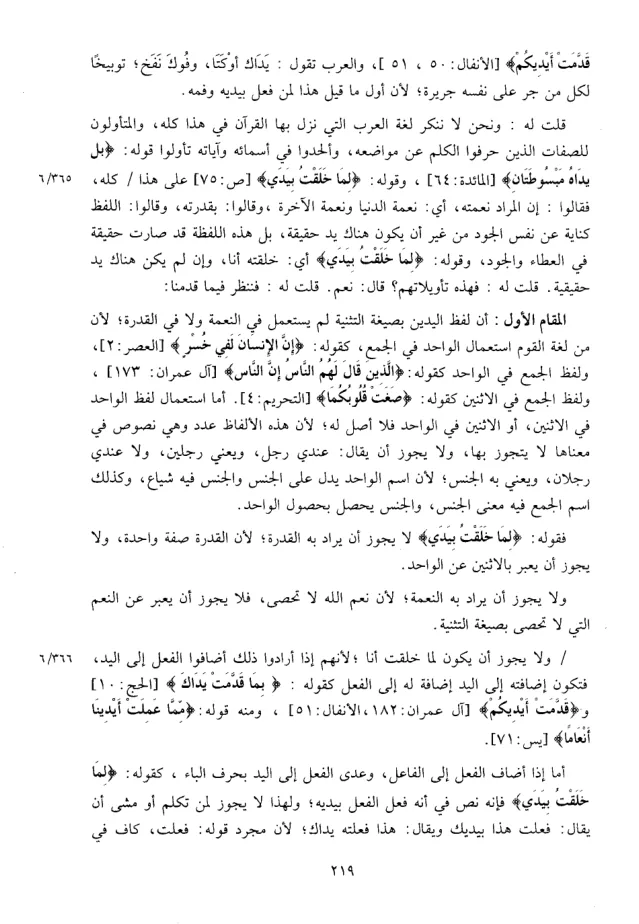 قَدَّمَتْ أَيْدِيكُمْ﴾ [الأنفال: ٥٠ ، ٥١ ]، والعرب تقول : يَدَاك أوْكَتَا، وفُوكَ نَفَخ؛ توبيخًا
لكل من جر على نفسه جريرة؛ لأن أول ما قيل هذا لمن فعل بيديه وفمه.
قلت له : ونحن لا ننكر لغة العرب التي نزل بها القرآن في هذا كله، والمتأولون
للصفات الذين حرفوا الكلم عن مواضعه، وألحدوا في أسمائه وآياته تأولوا قوله: ﴿بل
يدَاهُ مَبْسُوطَتَانِ﴾ [المائدة:٦٤] ، وقوله: ﴿لِمَا خَلَقْتُ بِيَدَي﴾ [ص:٧٥] على هذا / كله،
٦/٣٦٥
فقالوا : إن المراد نعمته، أي: نعمة الدنيا ونعمة الآخرة ،وقالوا: بقدرته، وقالوا: اللفظ
كناية عن نفس الجود من غير أن يكون هناك يد حقيقة، بل هذه اللفظة قد صارت حقيقة
في العطاء والجود، وقوله: ﴿لِمَا خَلَقْتُ بِيَدَي﴾ أي: خلقته أنا، وإن لم يكن هناك يد
حقيقية. قلت له : فهذه تأويلاتهم؟ قال: نعم. قلت له : فننظر فيما قدمنا:
المقام الأول : أن لفظ اليدين بصيغة التثنية لم يستعمل في النعمة ولا في القدرة؛ لأن
من لغة القوم استعمال الواحد في الجمع، كقوله: ﴿إِنَّ الإِنسَانَ لَفِي خُسْر ﴾ [العصر:٢]،
ولفظ الجمع في الواحد كقوله:﴿الَّذِينَ قَالَ لَهُمُ النَّاسُ إِنَّ النَّاس﴾ [آل عمران: ١٧٣] ،
ولفظ الجمع في الاثنين كقوله: ﴿صَغَتْ قُلُوبُكُمَا﴾ [التحريم:٤]. أما استعمال لفظ الواحد
في الاثنين، أو الاثنين في الواحد فلا أصل له؛ لأن هذه الألفاظ عدد وهي نصوص في
معناها لا يتجوز بها، ولا يجوز أن يقال: عندي رجل، ويعني رجلين، ولا عندي
رجلان، ويعني به الجنس؛ لأن اسم الواحد يدل على الجنس والجنس فيه شياع، وكذلك
اسم الجمع فيه معنى الجنس، والجنس يحصل بحصول الواحد.
فقوله: ﴿لِمَا خَلَقْتُ بِيَدَي﴾ لا يجوز أن يراد به القدرة؛ لأن القدرة صفة واحدة، ولا
يجوز أن يعبر بالاثنين عن الواحد.
ولا يجوز أن يراد به النعمة؛ لأن نعم الله لا تحصى، فلا يجوز أن يعبر عن النعم
التي لا تحصى بصيغة التثنية.
/ ولا يجوز أن يكون لما خلقت أنا ؛لأنهم إذا أرادوا ذلك أضافوا الفعل إلى اليد،
٦/٣٦٦
فتكون إضافته إلى اليد إضافة له إلى الفعل كقوله : ﴿ بِمَا قَدَّمَتْ يَدَاكَ ﴾ [الحج:١٠]
و﴿قَدَّمَتْ أَيْدِيكُمْ﴾ [آل عمران:١٨٢،الأنفال:٥١] ، ومنه قوله:﴿مِّمَّا عَمِلَتْ أَيْدِينَا
أَنْعَامًا﴾ [يس:٧١].
أما إذا أضاف الفعل إلى الفاعل، وعدى الفعل إلى اليد بحرف الباء ، كقوله: ﴿لِمَا
خَلَقْتُ بِيَدَي﴾ فإنه نص في أنه فعل الفعل بيديه؛ ولهذا لا يجوز لمن تكلم أو مشى أن
يقال: فعلت هذا بيديك ويقال: هذا فعلته يداك؛ لأن مجرد قوله: فعلت، كاف في
٢١٩